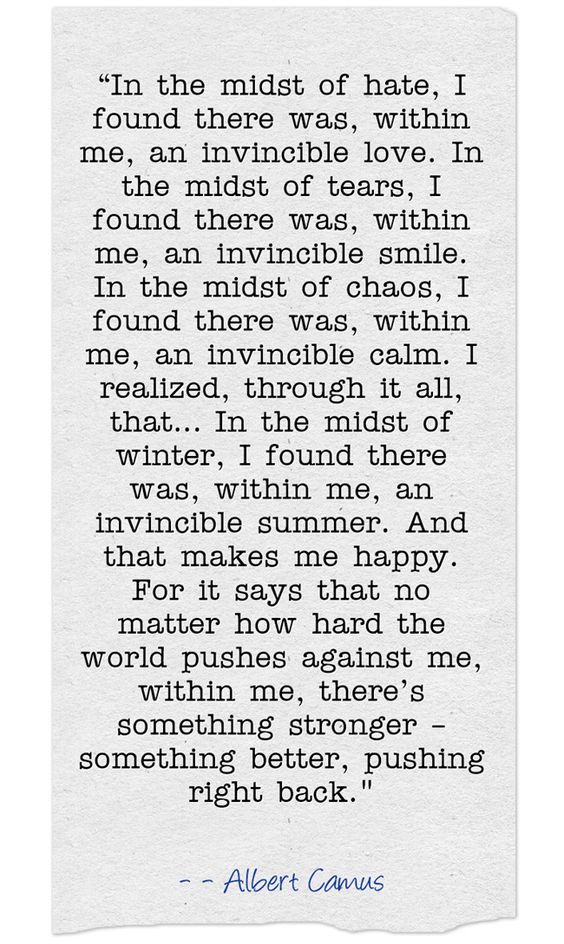 “In the midst of hate, I
found there was, within
me, an invincible love. In
the midst of tears, I
found there was, within
me, an invincible smile.
In the midst of chaos, I
found there was, within
me, an invincible calm. I
realized, through it all,
that... In the midst of
winter, I found there
was, within me, an
invincible summer. And
that makes me happy.
For it says that no
matter how hard the
world pushes against me,
within me, there’s
something stronger –
something better, pushing
right back."
- - Albert Camus